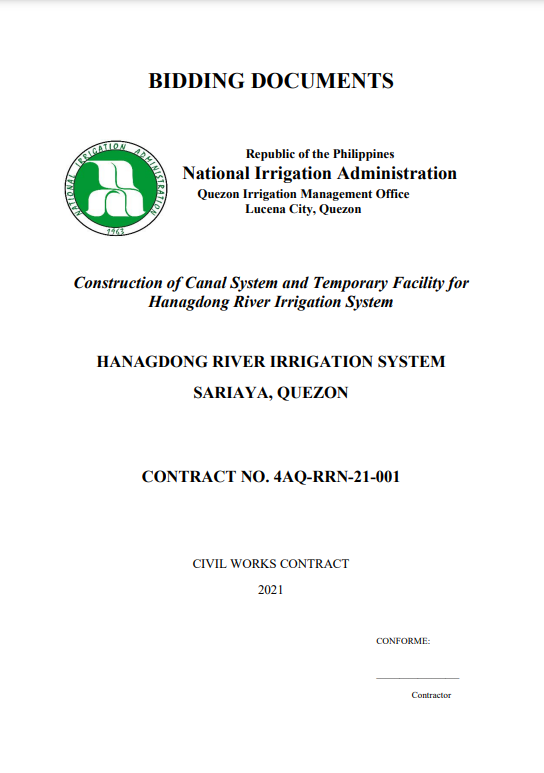 BIDDING DOCUMENTS
NATIONAL IRRIGATION ADMINISTRATION
1963
Republic of the Philippines
National Irrigation Administration
Quezon Irrigation Management Office
Lucena City, Quezon
Construction of Canal System and Temporary Facility for
Hanagdong River Irrigation System
HANAGDONG RIVER IRRIGATION SYSTEM
SARIAYA, QUEZON
CONTRACT NO. 4AQ-RRN-21-001
CIVIL WORKS CONTRACT
2021
CONFORME:
Contractor